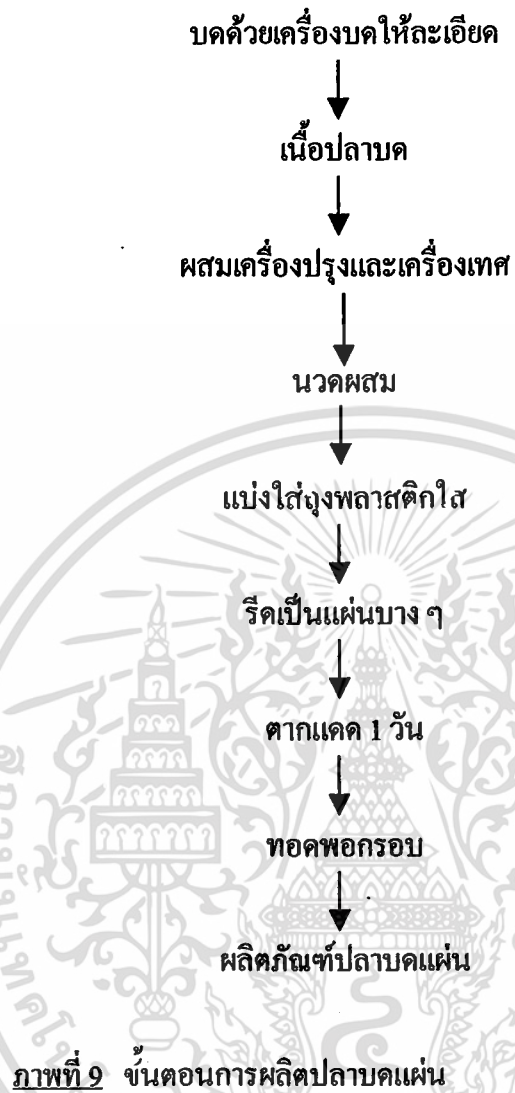 บดด้วยเครื่องบดให้ละเอียด
เนื้อปลาบด
ผสมเครื่องปรุงและเครื่องเทศ
นวดผสม
แบ่งใส่ถุงพลาสติกใส
รีดเป็นแผ่นบาง ๆ
ตากแดด 1 วัน
ทอดพอกรอบ
ผลิตภัณฑ์ปลาบดแผ่น
ภาพที่ 9 ขั้นตอนการผลิตปลาบดแผ่น